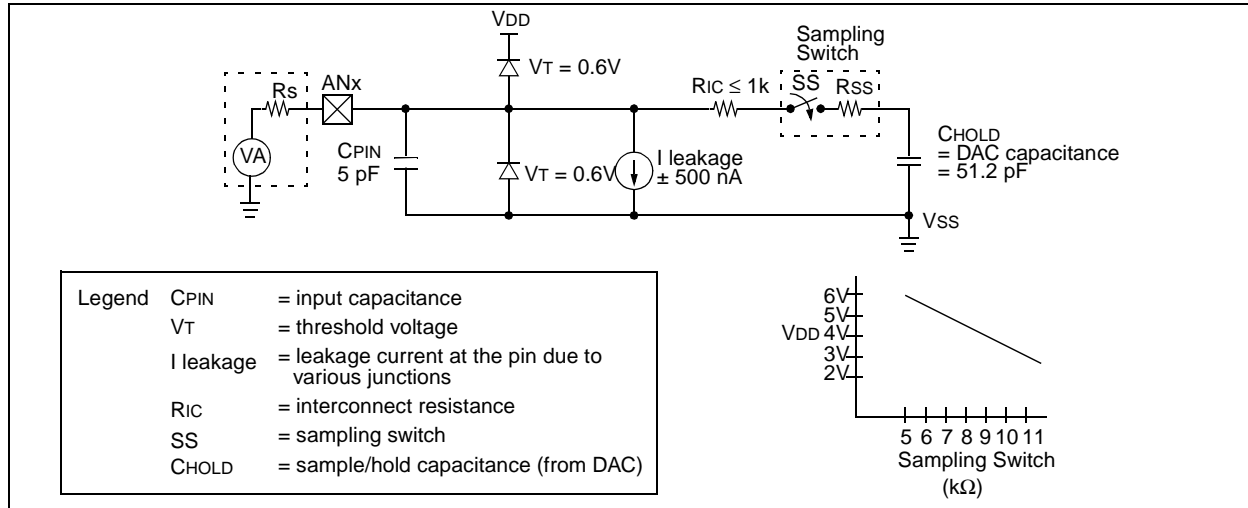 VDD
Sampling
Switch
VT = 0.6V
RIC ≤ 1k
SS
RSS
Rs
ANx
VA
CPIN
5 pF
VT = 0.6V
I leakage
± 500 nA
CHOLD
= DAC capacitance
= 51.2 pF
VSS
Legend CPIN = input capacitance
VT = threshold voltage
I leakage = leakage current at the pin due to
various junctions
RIC = interconnect resistance
SS = sampling switch
CHOLD = sample/hold capacitance (from DAC)
6V
5V
VDD 4V
3V
2V
5 6 7 8 9 10 11
Sampling Switch
(kΩ)